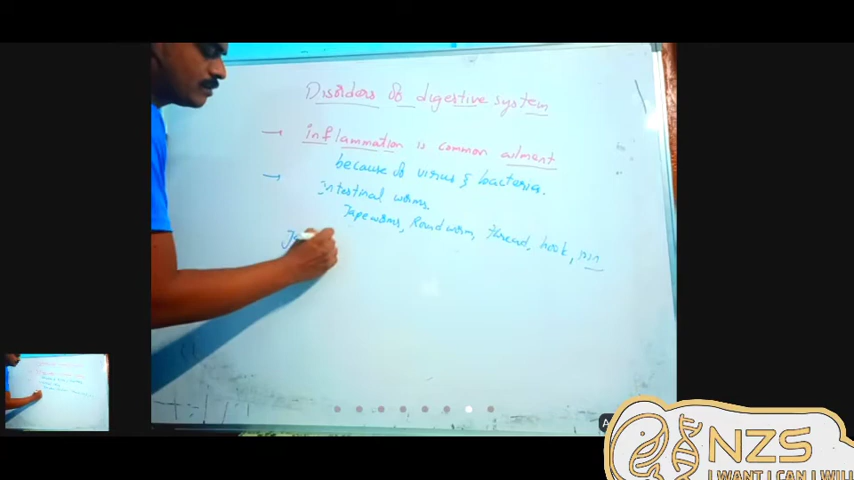 Disorders of digestive system
→ inflammation is common ailment
because of virus & bacteria.
→ Intestinal worms.
Tapeworms, Roundworm, thread, hook, pin
Ja
NZS
I WANT I CAN I WILL